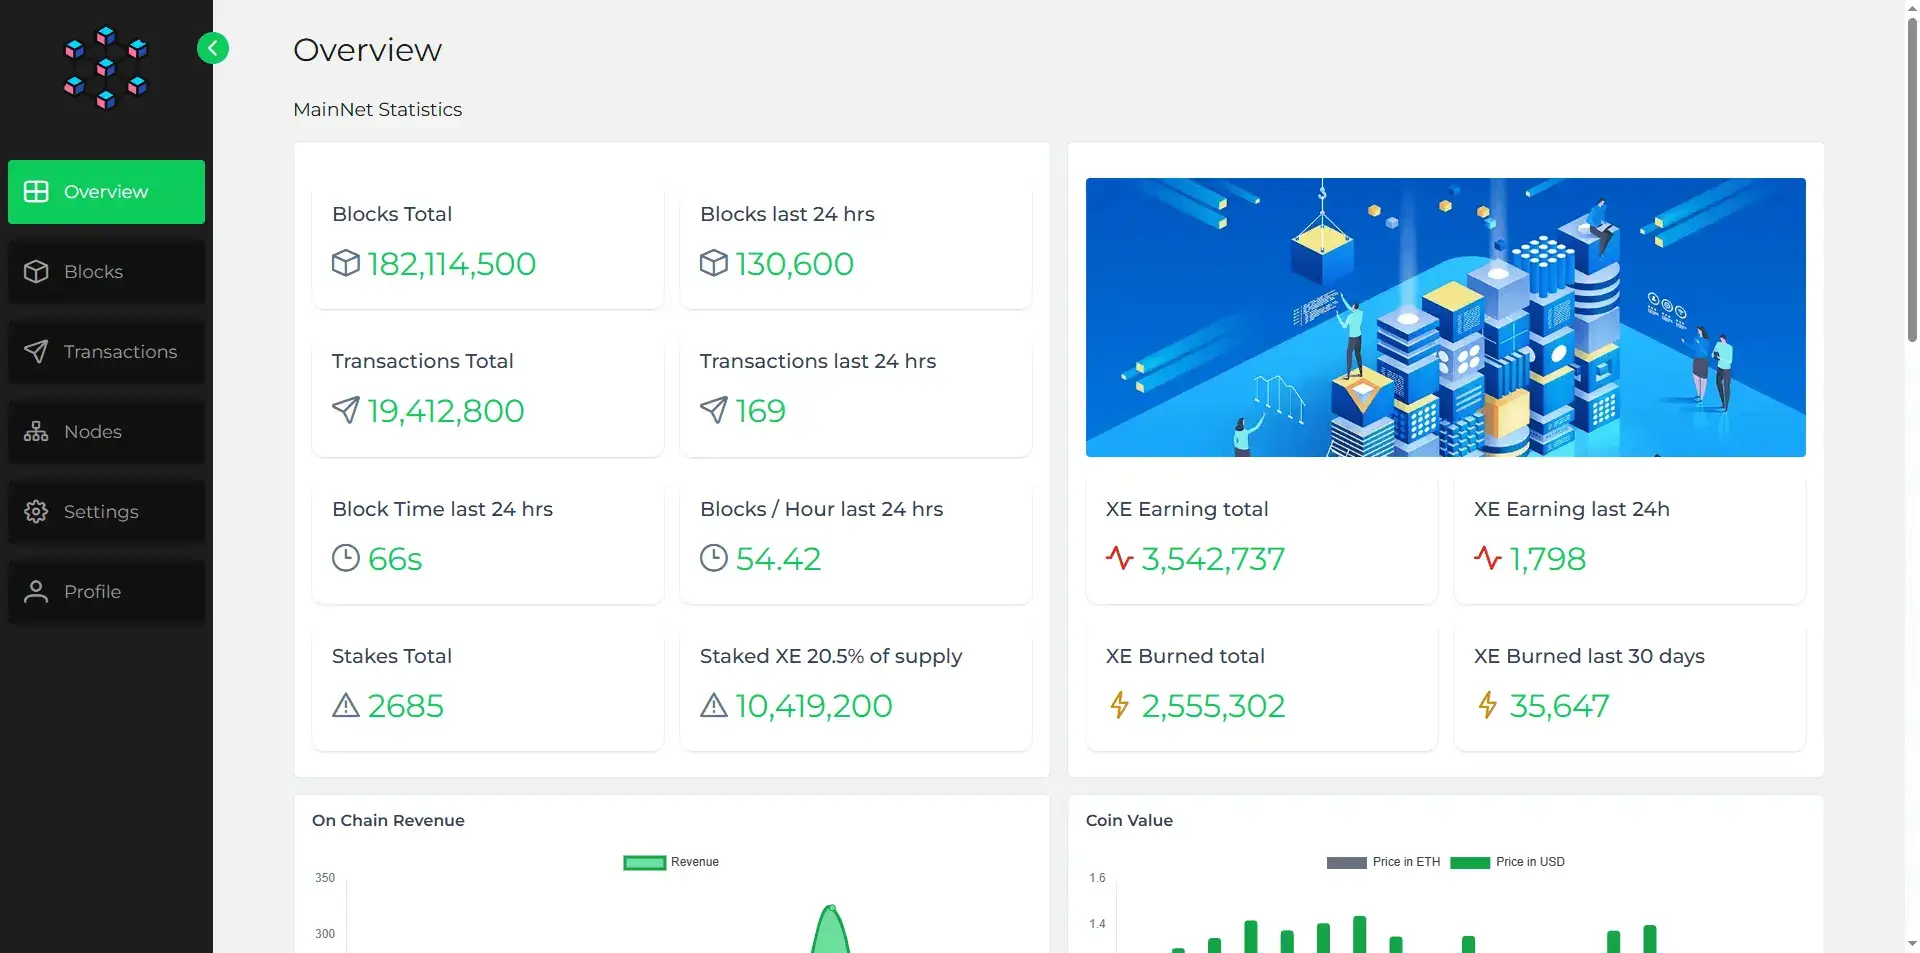 Overview
MainNet Statistics
Overview
Blocks
Transactions
Nodes
Settings
Profile
Blocks Total
182,114,500
Blocks last 24 hrs
130,600
Transactions Total
19,412,800
Transactions last 24 hrs
169
Block Time last 24 hrs
66s
Blocks / Hour last 24 hrs
54.42
Stakes Total
2685
Staked XE 20.5% of supply
10,419,200
XE Earning total
3,542,737
XE Earning last 24h
1,798
XE Burned total
2,555,302
XE Burned last 30 days
35,647
On Chain Revenue
Revenue
350
300
Coin Value
Price in ETH
Price in USD
1.6
1.4